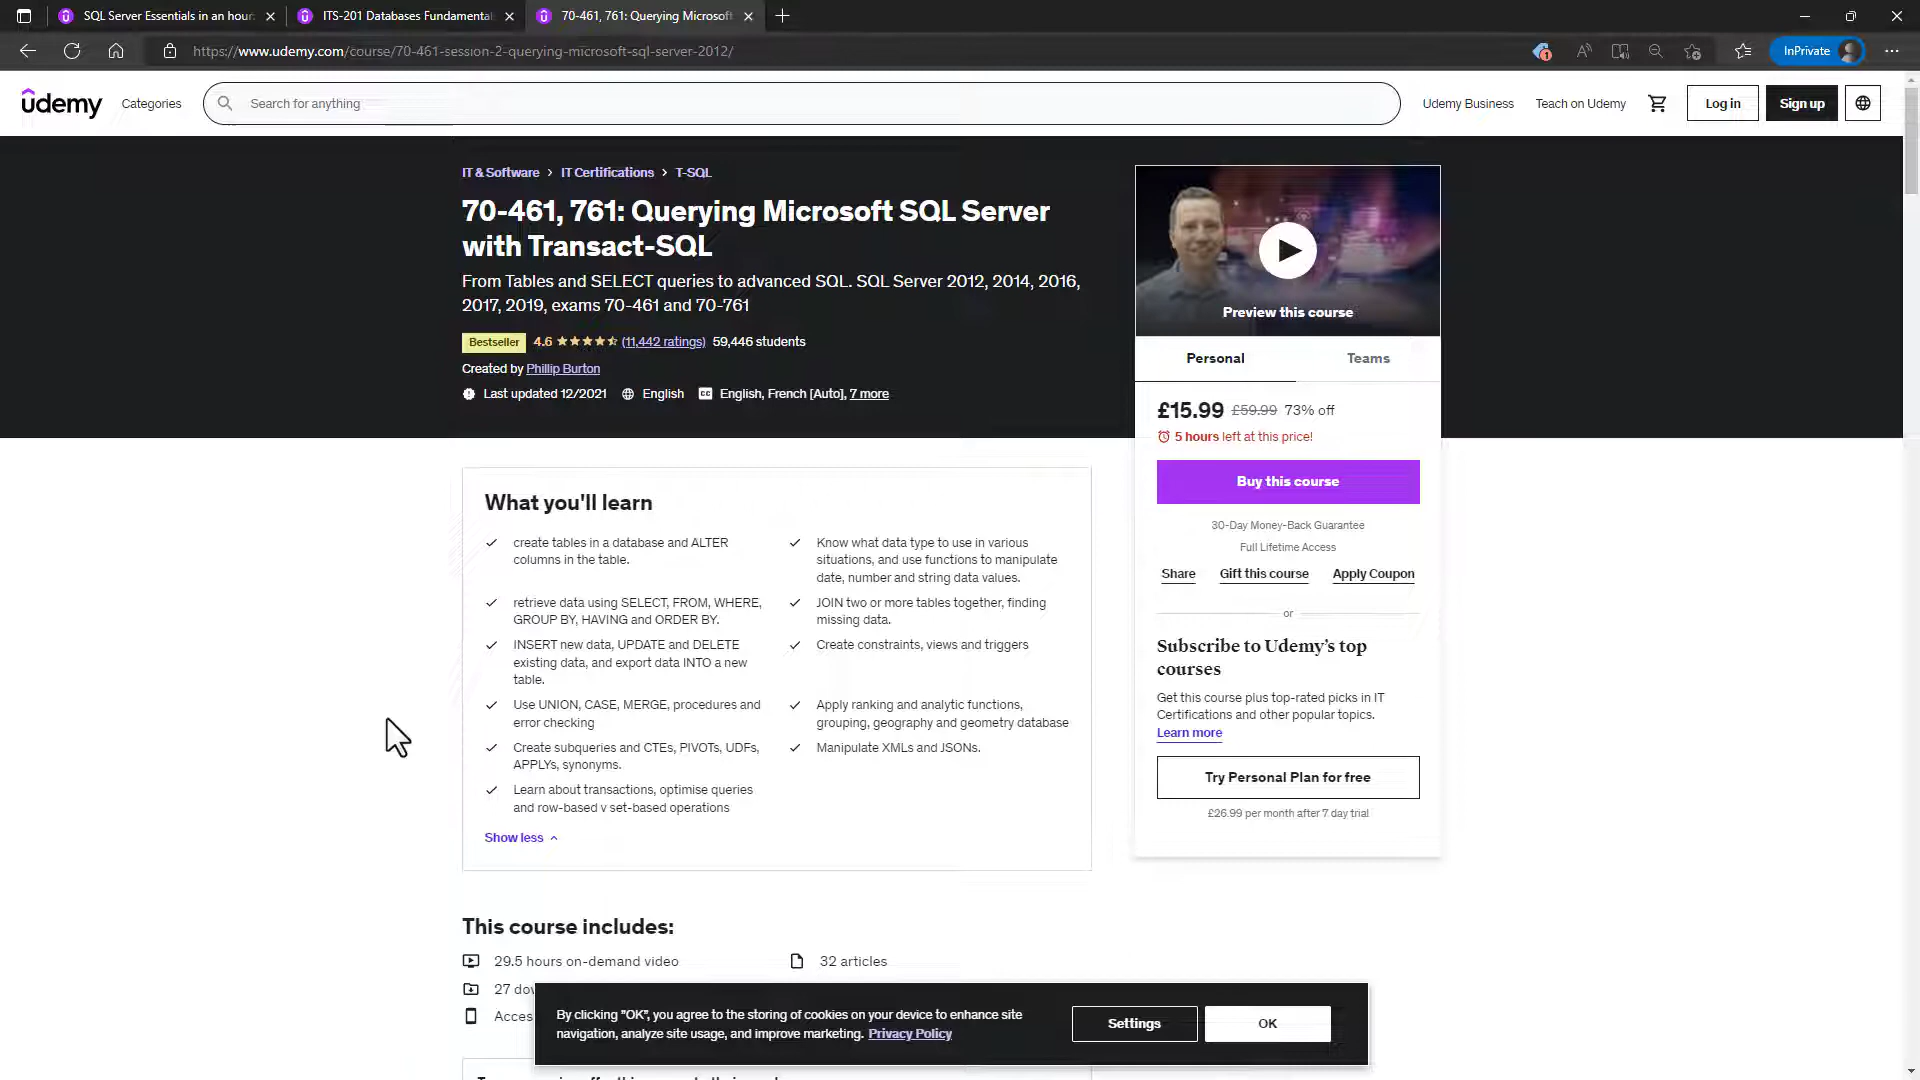 SQL Server Essentials in an hour:
ITS-201 Databases Fundamental
70-461, 761: Querying Microsoft
https://www.udemy.com/course/70-461-session-2-querying-microsoft-sql-server-2012/
1
InPrivate
udemy
Categories
Search for anything
Udemy Business
Teach on Udemy
Log in
Sign up
IT & Software > IT Certifications > T-SQL
70-461, 761: Querying Microsoft SQL Server
with Transact-SQL
From Tables and SELECT queries to advanced SQL. SQL Server 2012, 2014, 2016,
2017, 2019, exams 70-461 and 70-761
Bestseller 4.6 (11,442 ratings) 59,446 students
Created by Phillip Burton
Last updated 12/2021 English CC English, French [Auto], 7 more
Preview this course
Personal
Teams
£15.99 £59.99 73% off
5 hours left at this price!
Buy this course
30-Day Money-Back Guarantee
Full Lifetime Access
Share
Gift this course
Apply Coupon
or
Subscribe to Udemy's top
courses
Get this course plus top-rated picks in IT
Certifications and other popular topics.
Learn more
Try Personal Plan for free
£26.99 per month after 7 day trial
What you'll learn
create tables in a database and ALTER
columns in the table.
Know what data type to use in various
situations, and use functions to manipulate
date, number and string data values.
retrieve data using SELECT, FROM, WHERE,
GROUP BY, HAVING and ORDER BY.
JOIN two or more tables together, finding
missing data.
INSERT new data, UPDATE and DELETE
existing data, and export data INTO a new
table.
Create constraints, views and triggers
Use UNION, CASE, MERGE, procedures and
error checking
Apply ranking and analytic functions,
grouping, geography and geometry database
Create subqueries and CTEs, PIVOTs, UDFs,
APPLYs, synonyms.
Manipulate XMLs and JSONs.
Learn about transactions, optimise queries
and row-based v set-based operations
Show less
This course includes:
29.5 hours on-demand video
32 articles
27 dow
Acces
By clicking "OK", you agree to the storing of cookies on your device to enhance site
navigation, analyze site usage, and improve marketing. Privacy Policy
Settings
OK